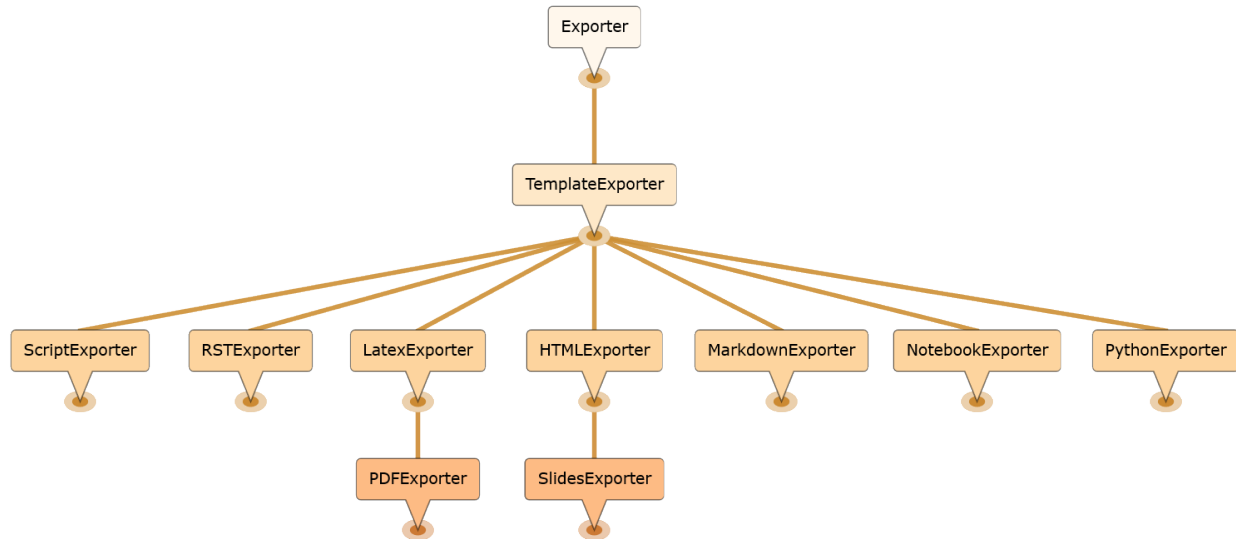 Exporter
TemplateExporter
ScriptExporter
RSTExporter
LatexExporter
HTMLExporter
MarkdownExporter
NotebookExporter
PythonExporter
PDFExporter
SlidesExporter